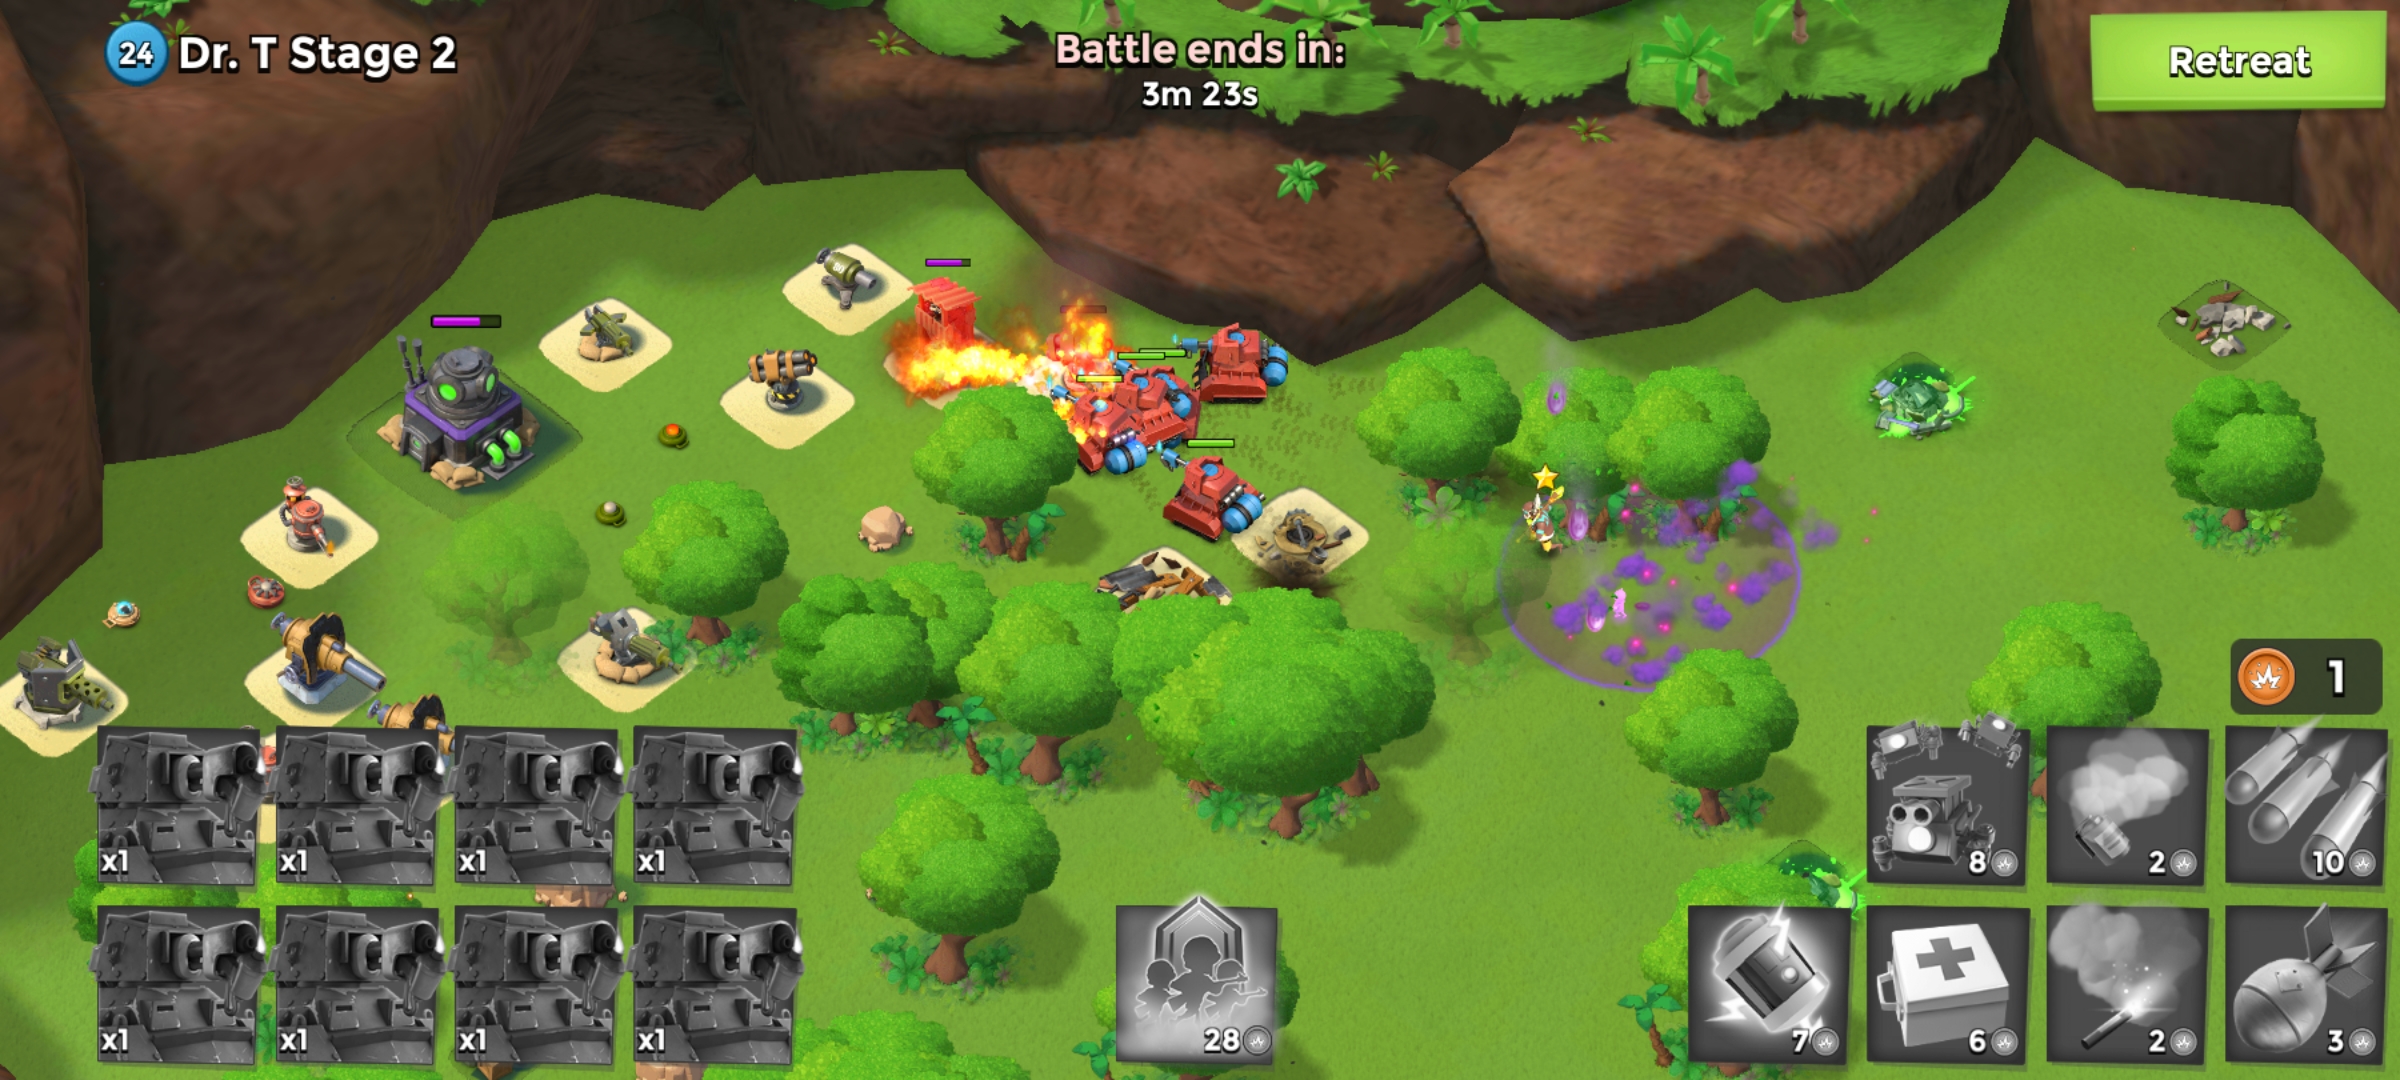 24 Dr. T Stage 2
Battle ends in:
3m 23s
Retreat
1
x1
x1
x1
x1
8
2
10
x1
x1
x1
x1
28
7
6
2
3